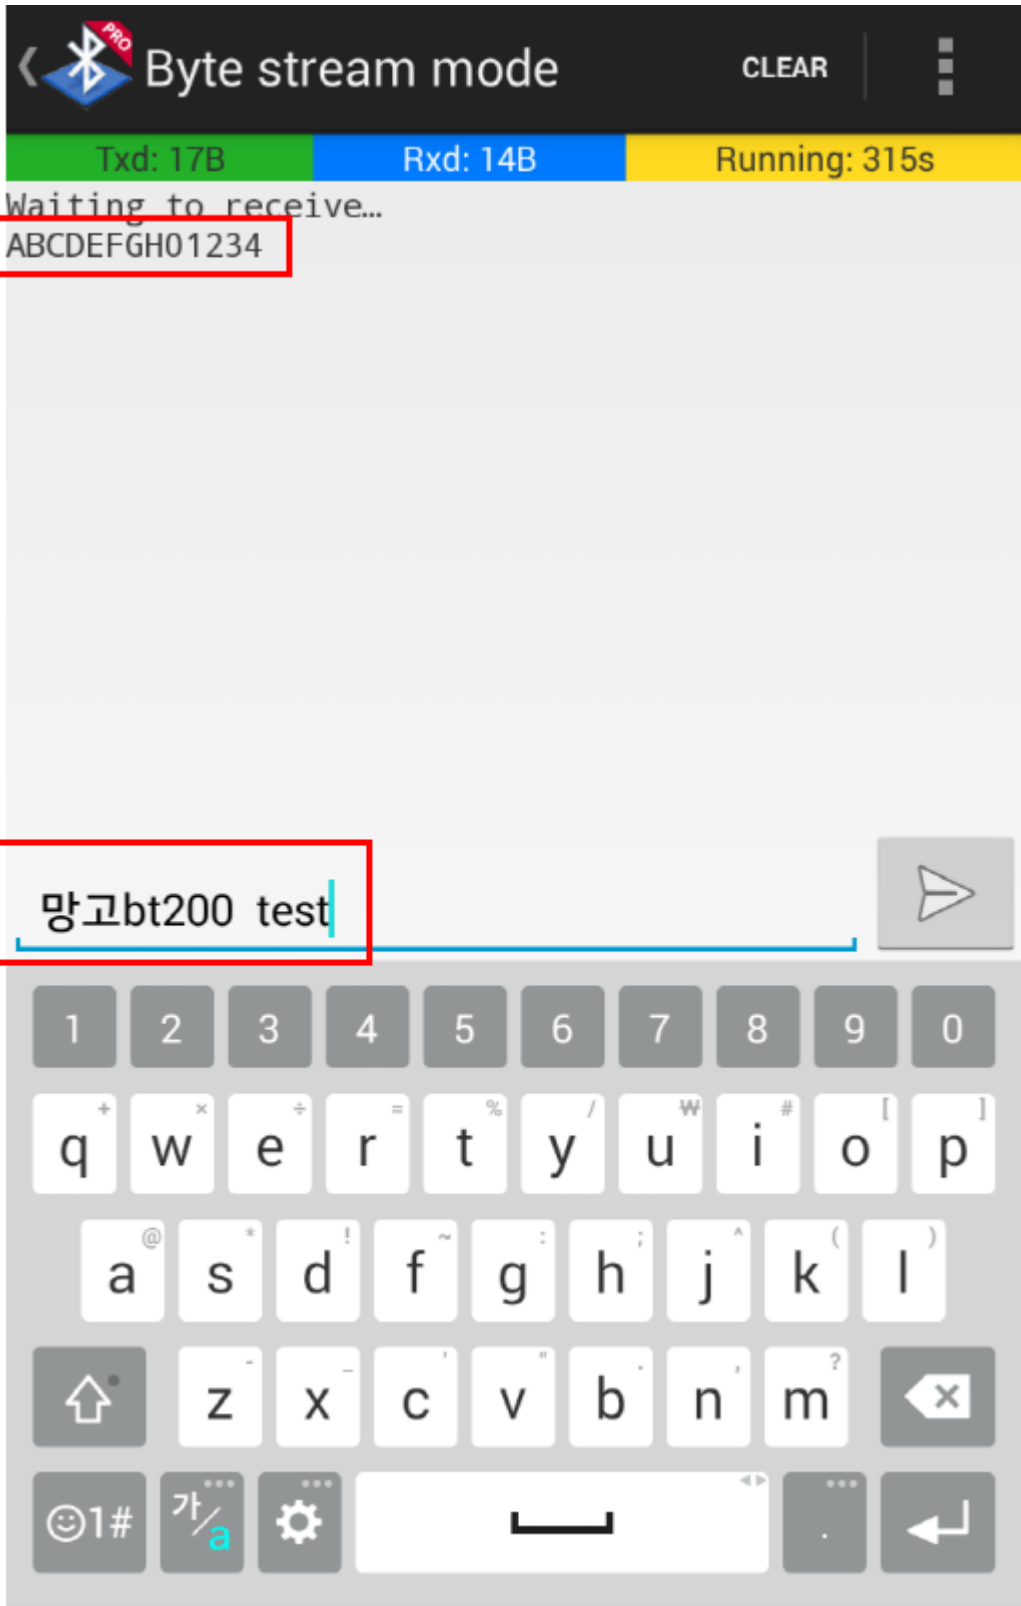 PRO
Byte stream mode CLEAR
Txd: 17B Rxd: 14B Running: 315s
Waiting to receive…
ABCDEFGH01234
망고bt200 test
1 2 3 4 5 6 7 8 9 0
+ × ÷ = % / ₩ # [ ]
q w e r t y u i o p
@ * ! ~ : ; ^ ( )
a s d f g h j k l
- _ ' " . , ?
z x c v b n m
☺1# 가/a .